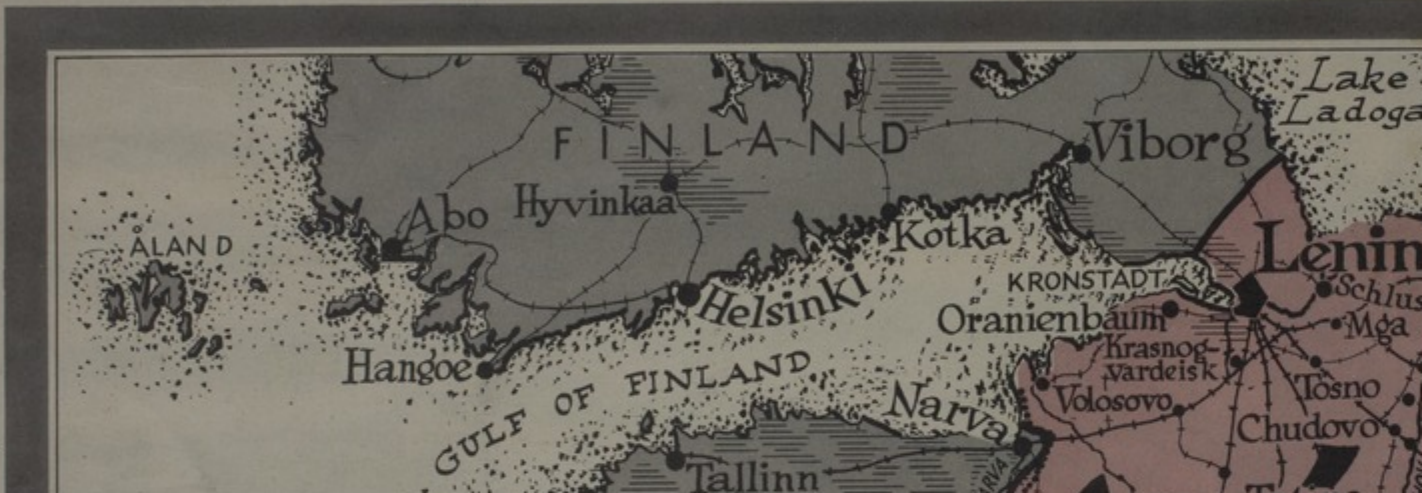 Lake
Ladoga
FINLAND
Viborg
Abo
Hyvinkaa
ÅLAND
Kotka
Lenin
KRONSTADT
Helsinki
Schlus
Oranienbaum
Mga
Hangoe
Krasnog-
vardeisk
GULF OF FINLAND
Tosno
Volosovo
Narva
Chudovo
Tallinn